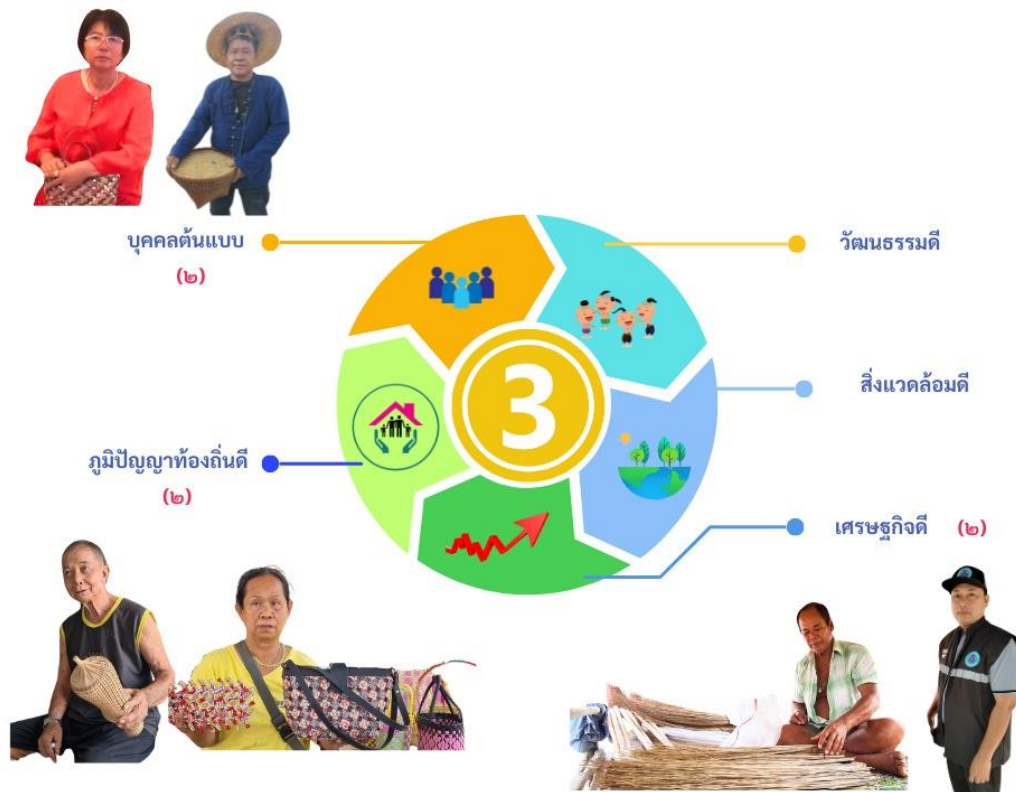 บุคคลต้นแบบ
(๒)
วัฒนธรรมดี
3
สิ่งแวดล้อมดี
ภูมิปัญญาท้องถิ่นดี
(๒)
เศรษฐกิจดี (๒)